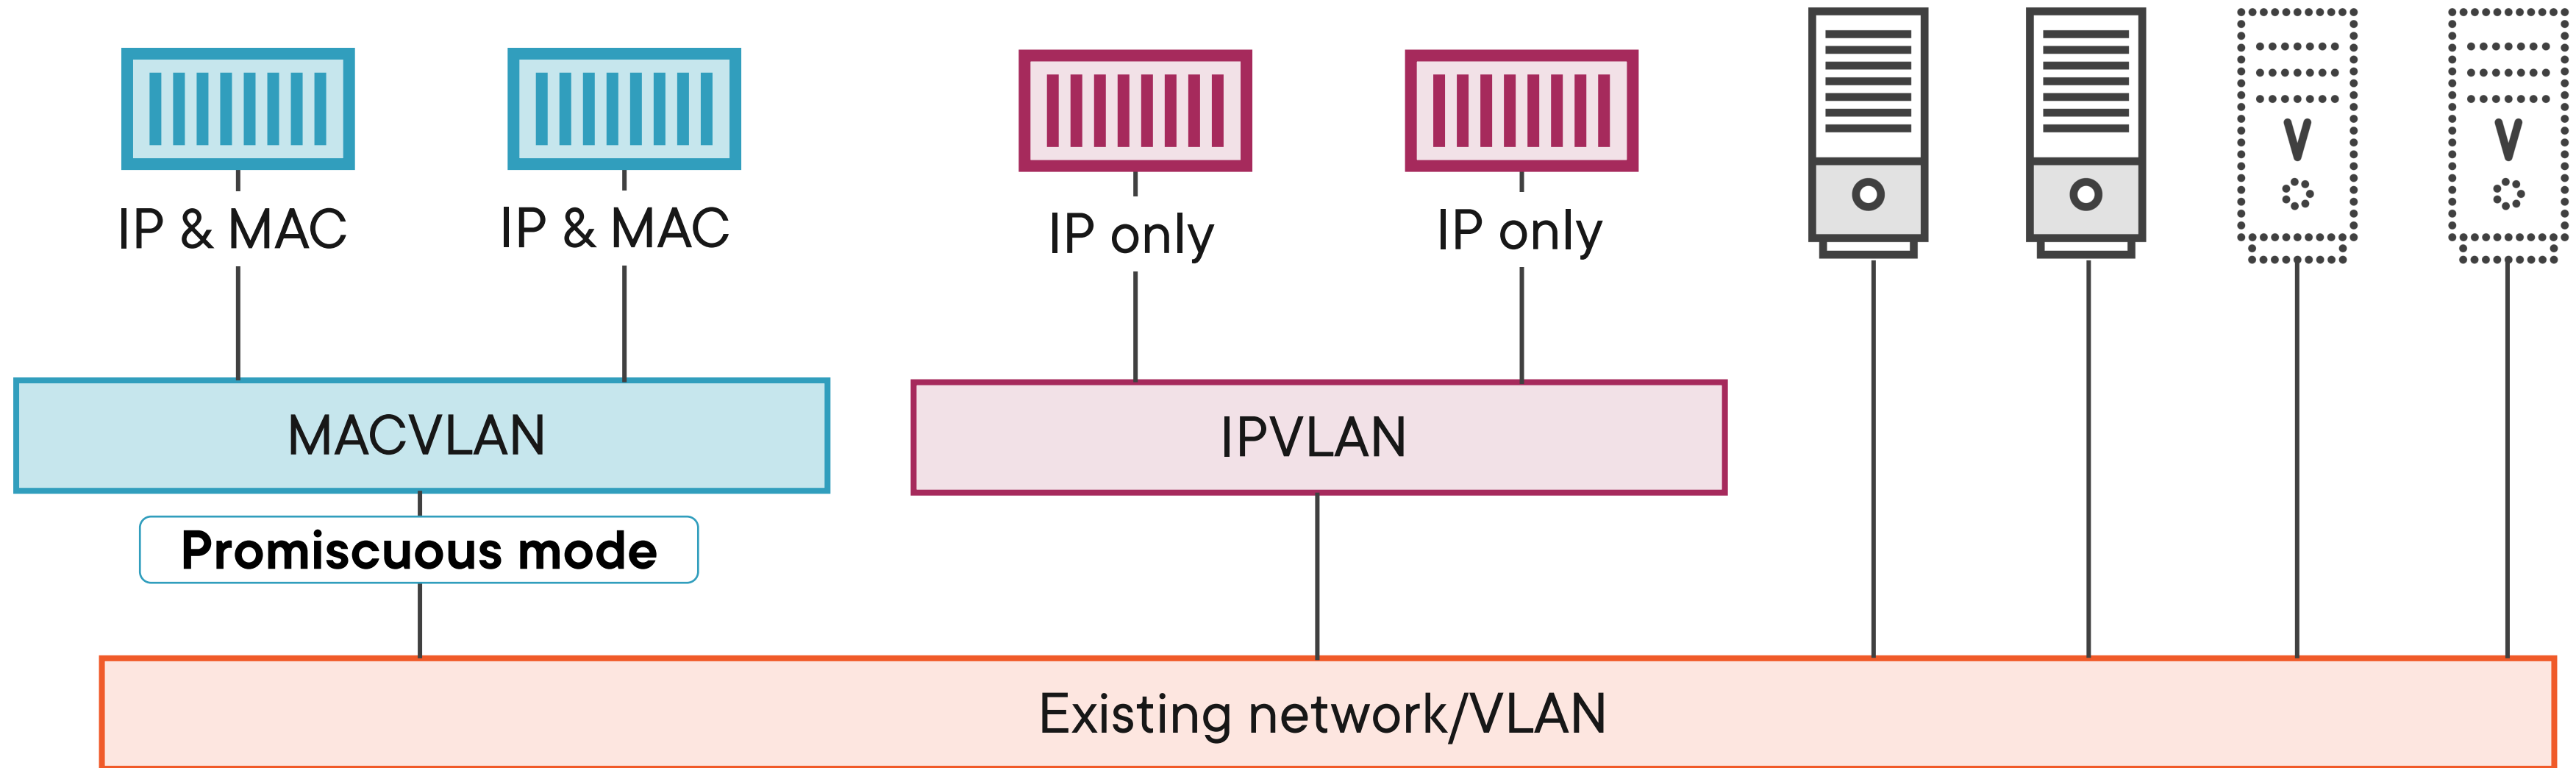 IP & MAC
IP & MAC
IP only
IP only
V
V
MACVLAN
IPVLAN
Promiscuous mode
Existing network/VLAN